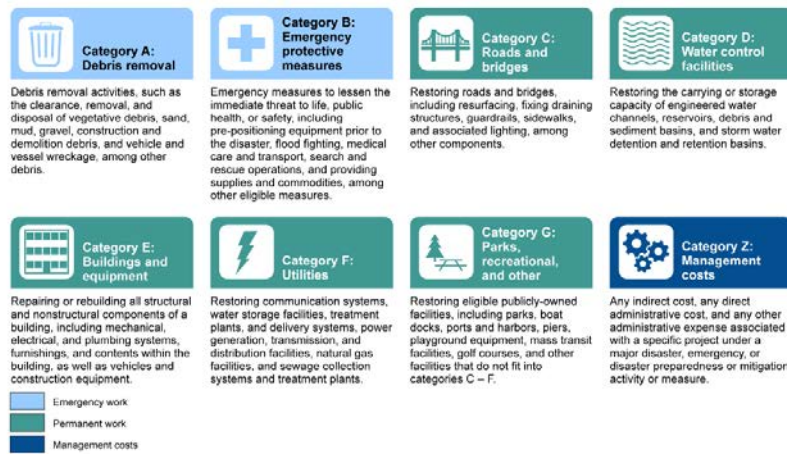 Category A:
Debris removal
Debris removal activities, such as
the clearance, removal, and
disposal of vegetative debris, sand,
mud, gravel, construction and
demolition debris, and vehicle and
vessel wreckage, among other
debris.
Category B:
Emergency
protective
measures
Emergency measures to lessen the
immediate threat to life, public
health, or safety, including
pre-positioning equipment prior to
the disaster, flood fighting, medical
care and transport, search and
rescue operations, and providing
supplies and commodities, among
other eligible measures.
Category C:
Roads and
bridges
Restoring roads and bridges,
including resurfacing, fixing draining
structures, guardrails, sidewalks,
and associated lighting, among
other components.
Category D:
Water control
facilities
Restoring the carrying or storage
capacity of engineered water
channels, reservoirs, debris and
sediment basins, and storm water
detention and retention basins.
Category E:
Buildings and
equipment
Repairing or rebuilding all structural
and nonstructural components of a
building, including mechanical,
electrical, and plumbing systems,
furnishings, and contents within the
building, as well as vehicles and
construction equipment.
Category F:
Utilities
Restoring communication systems,
water storage facilities, treatment
plants, and delivery systems, power
generation, transmission, and
distribution facilities, natural gas
facilities, and sewage collection
systems and treatment plants.
Category G:
Parks,
recreational,
and other
Restoring eligible publicly-owned
facilities, including parks, boat
docks, ports and harbors, piers,
playground equipment, mass transit
facilities, golf courses, and other
facilities that do not fit into
categories C – F.
Category Z:
Management
costs
Any indirect cost, any direct
administrative cost, and any other
administrative expense associated
with a specific project under a
major disaster, emergency, or
disaster preparedness or mitigation
activity or measure.
Emergency work
Permanent work
Management costs